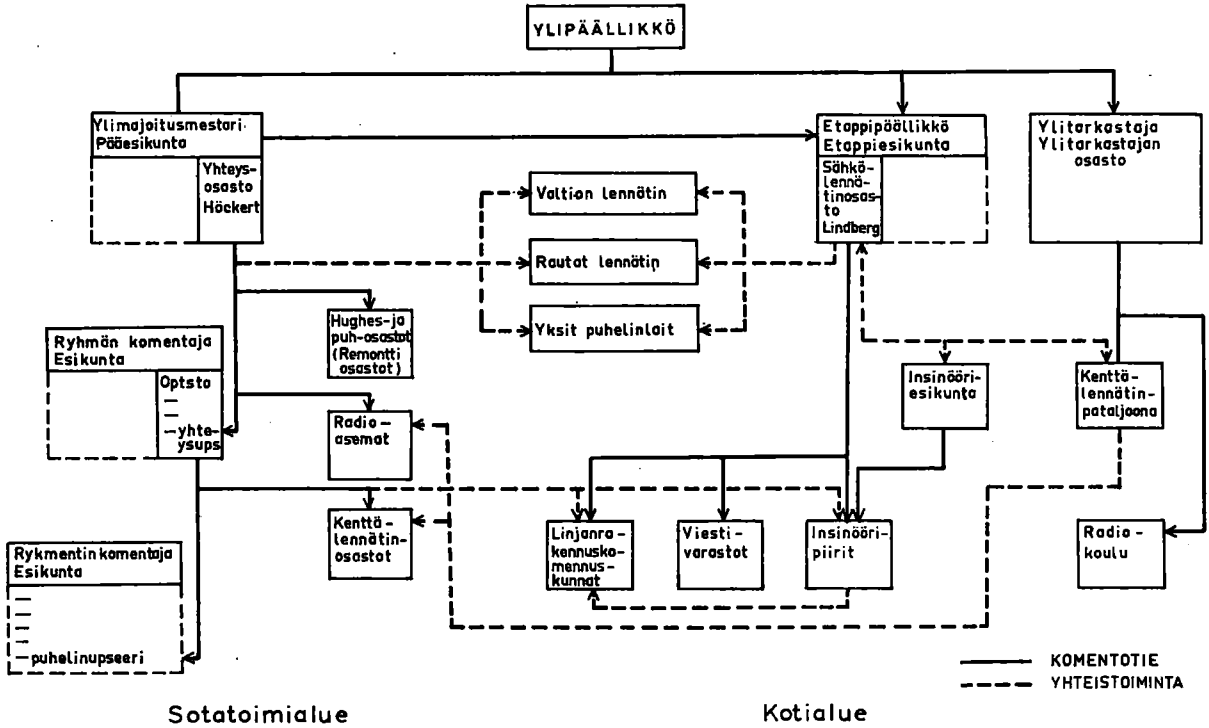 YLIPÄÄLLIKKÖ
Ylimajoitusmestari
Pääesikunta
Yhteys-
osasto
Höckert
Etappipäällikkö
Etappiesikunta
Sähkö-
lennä-
tinosas-
to
Lindberg
Ylitarkastaja
Ylitarkastajan
osasto
Valtion lennätin
Rautat lennätin
Yksit puhelinlait
Hughes-ja
puh-osastot
(Remontti
osastot)
Ryhmän komentaja
Esikunta
Optsto
—
—
—yhte-
ysups
Radio-
asemat
Insinööri-
esikunta
Kenttä-
lennätin-
pataljoona
Kenttä-
lennätin-
osastot
Linjanra-
kennusko-
mennus-
kunnat
Viesti-
varastot
Insinööri-
piirit
Radio-
koulu
Rykmentin komentaja
Esikunta
—
—
—
—
—puhelinupseeri
KOMENTOTIE
YHTEISTOIMINTA
Sotatoimialue
Kotialue